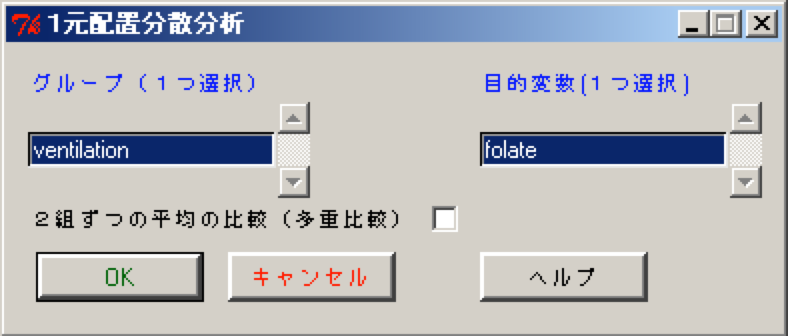 1元配置分散分析
グループ（１つ選択） 目的変数(１つ選択)
ventilation folate
２組ずつの平均の比較（多重比較）
OK キャンセル ヘルプ